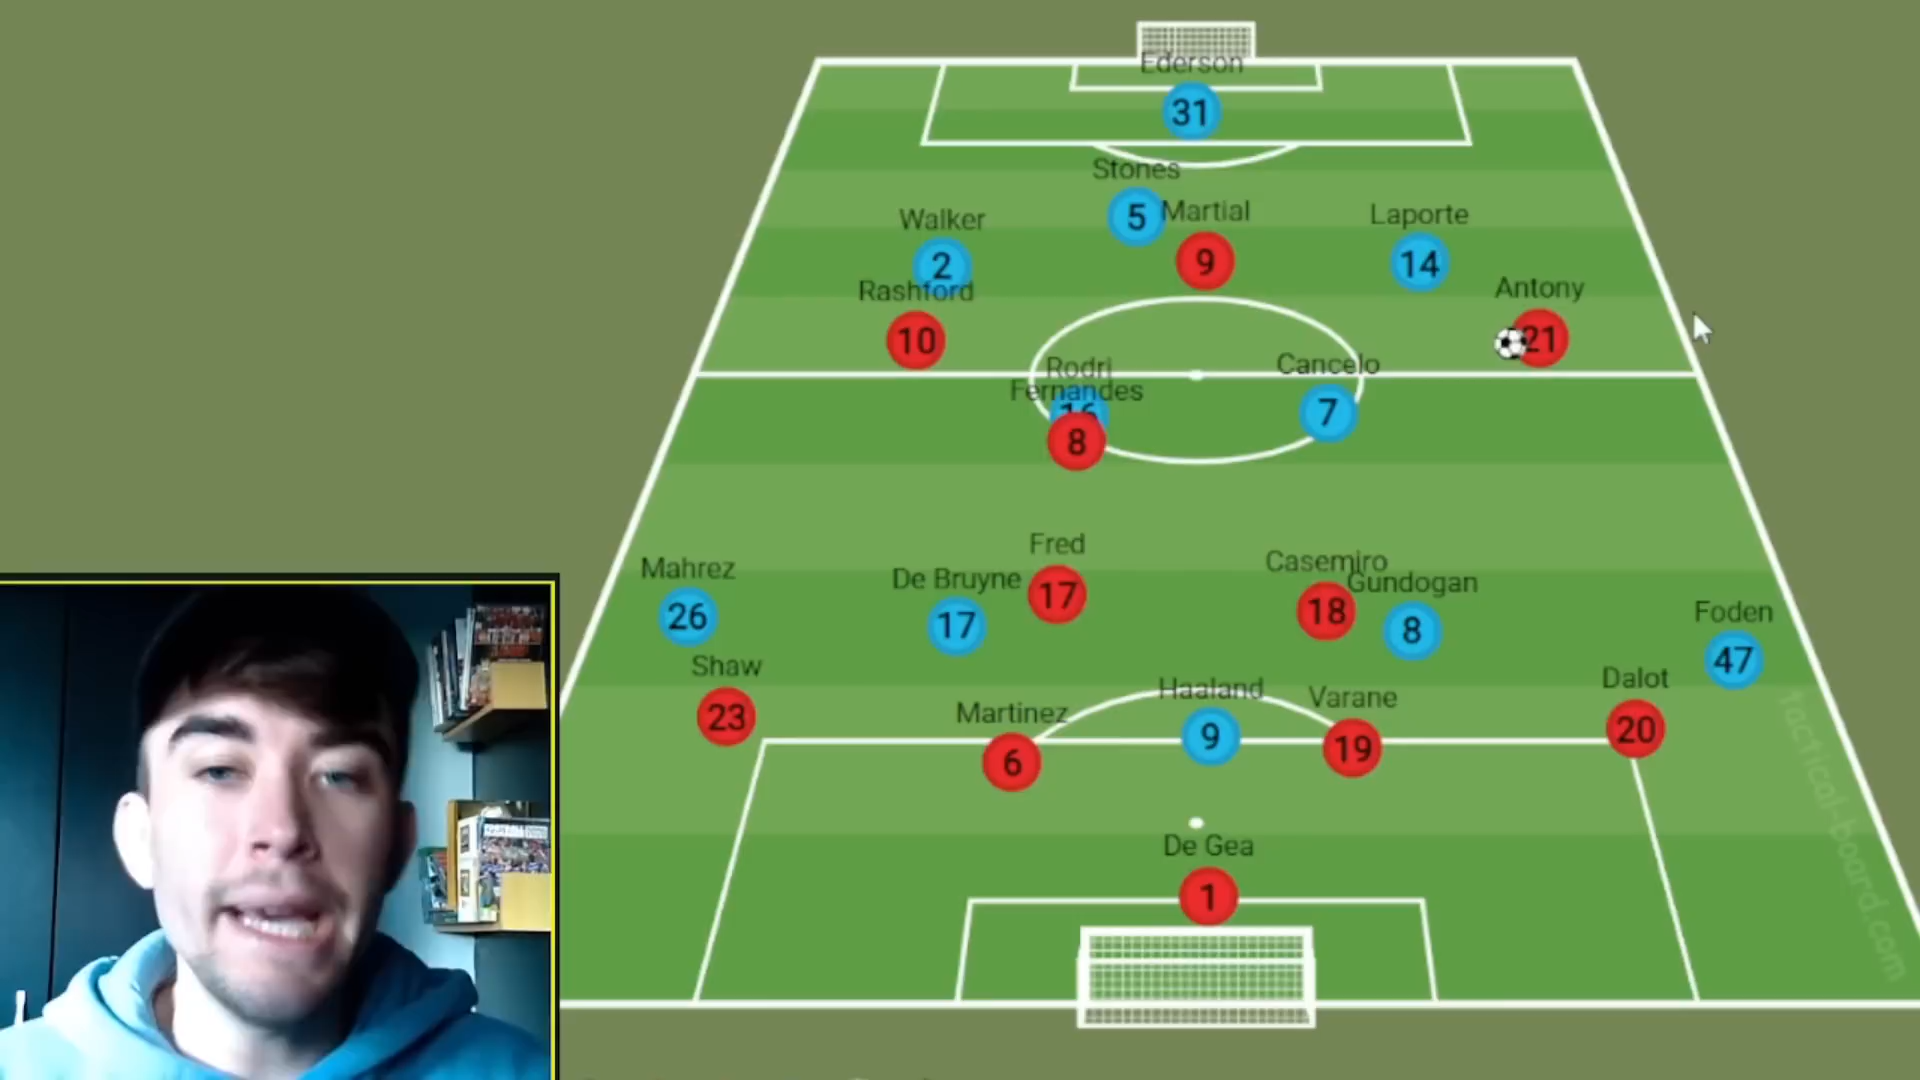 Ederson
31
Stones
5
Martial
9
Walker
2
Laporte
14
Rashford
10
Antony
21
Rodri
16
Fernandes
8
Cancelo
7
Fred
17
Casemiro
18
Mahrez
26
De Bruyne
17
Gundogan
8
Foden
47
Shaw
23
Martinez
6
Haaland
9
Varane
19
Dalot
20
De Gea
1
tactical-board.com